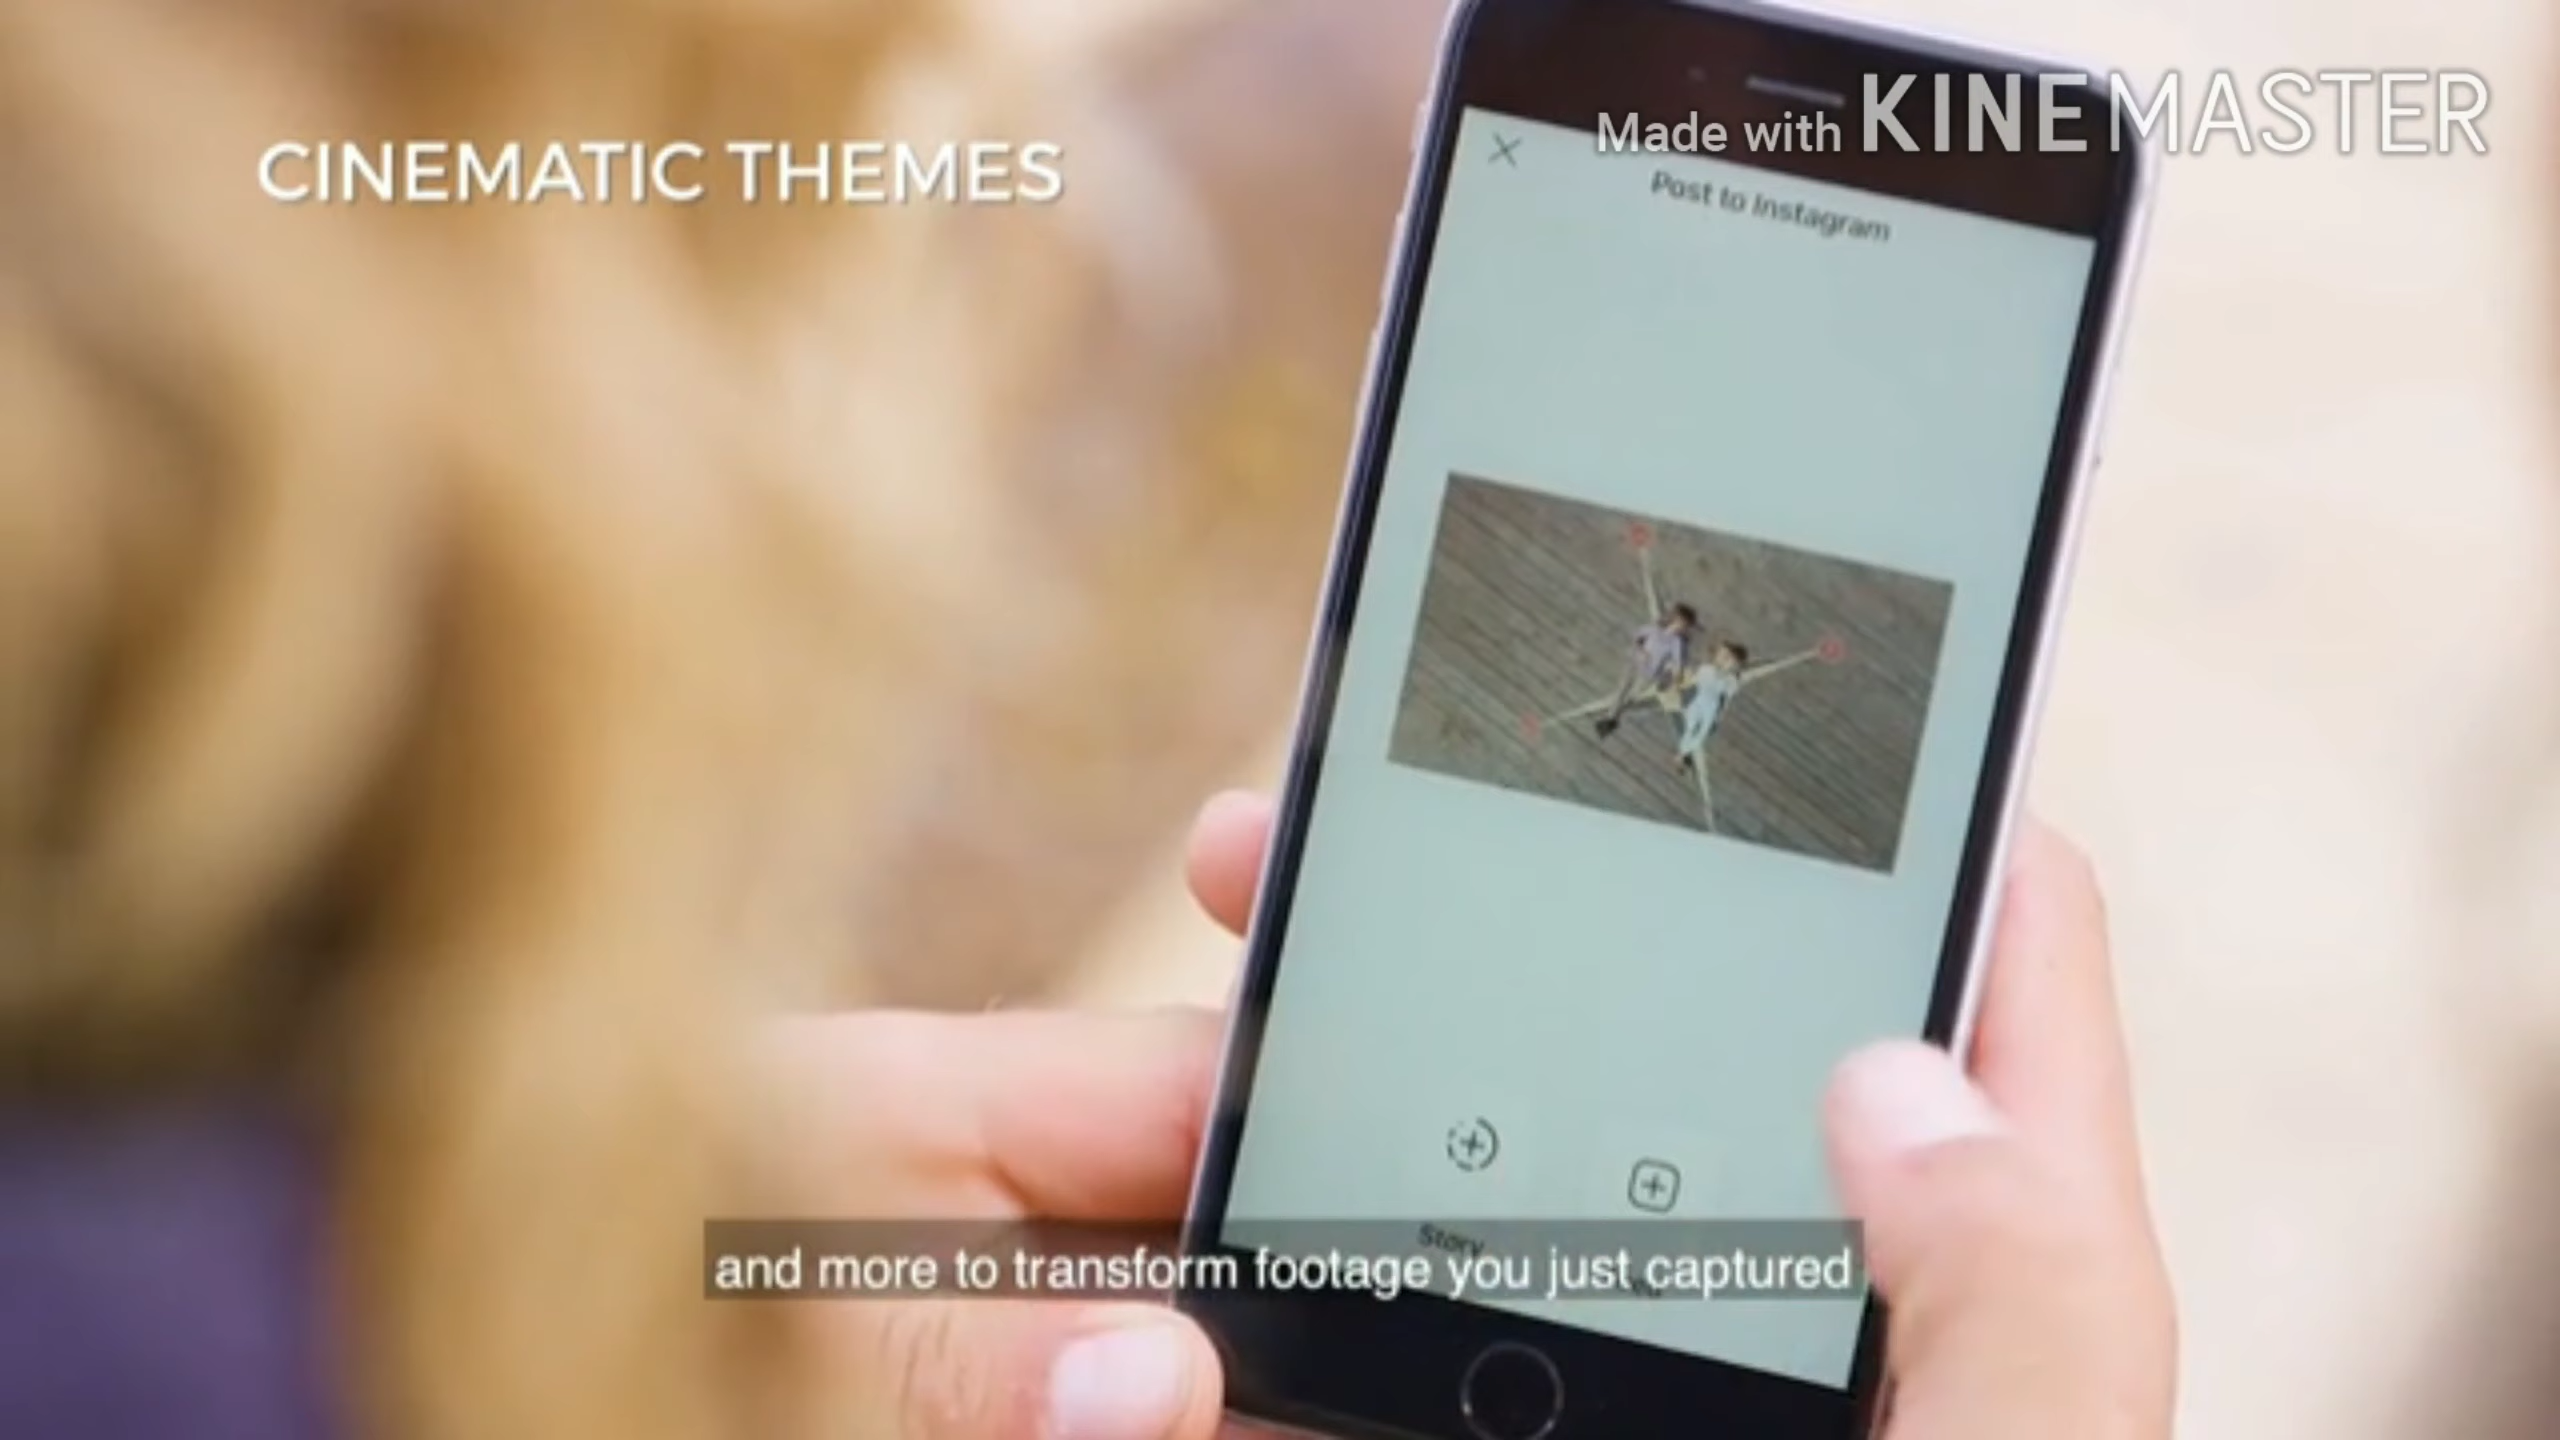 Made with KINEMASTER
CINEMATIC THEMES
Post to Instagram
Story
and more to transform footage you just captured